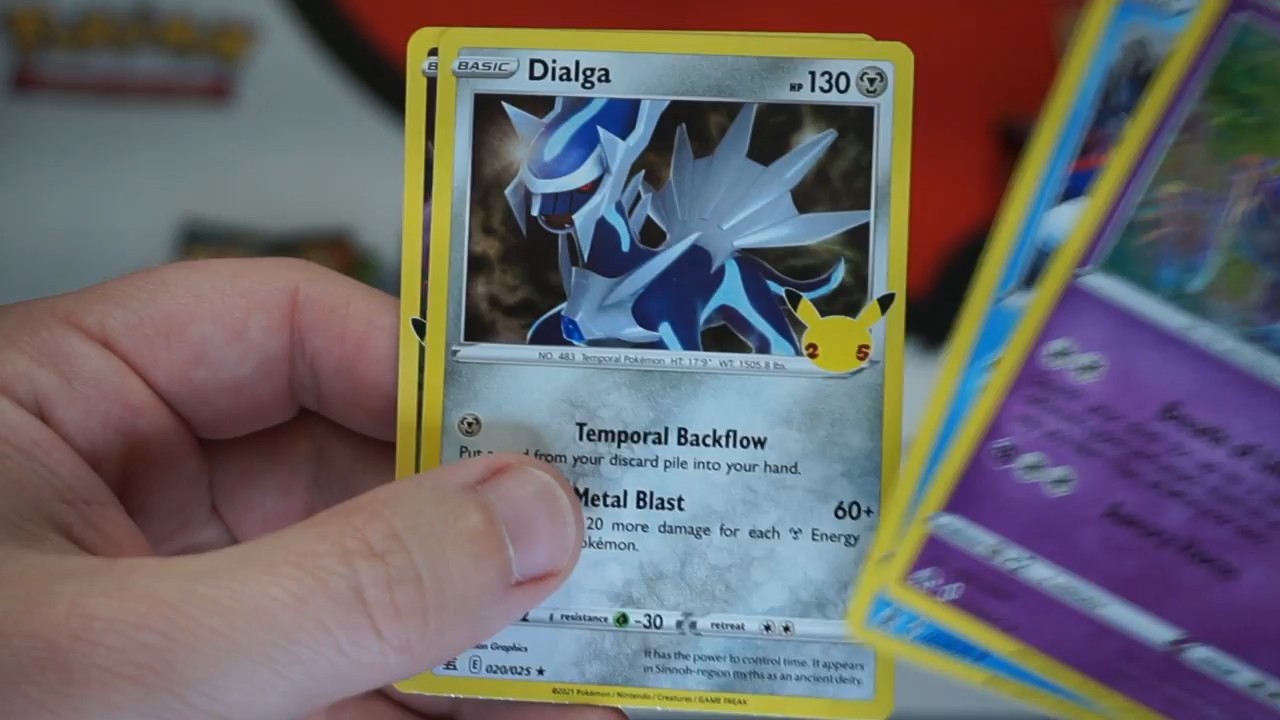 Pokémon
BASIC Dialga HP 130
25
NO. 483 Temporal Pokémon HT: 17'9" WT: 1505.8 lbs.
Temporal Backflow
Put from your discard pile into your hand.
Metal Blast 60+
20 more damage for each Energy
okémon.
resistance -30 retreat
Graphics
It has the power to control time. It appears
in Sinnoh-region myths as an ancient deity.
E 020/025
©2021 Pokémon / Nintendo / Creatures / GAME FREAK